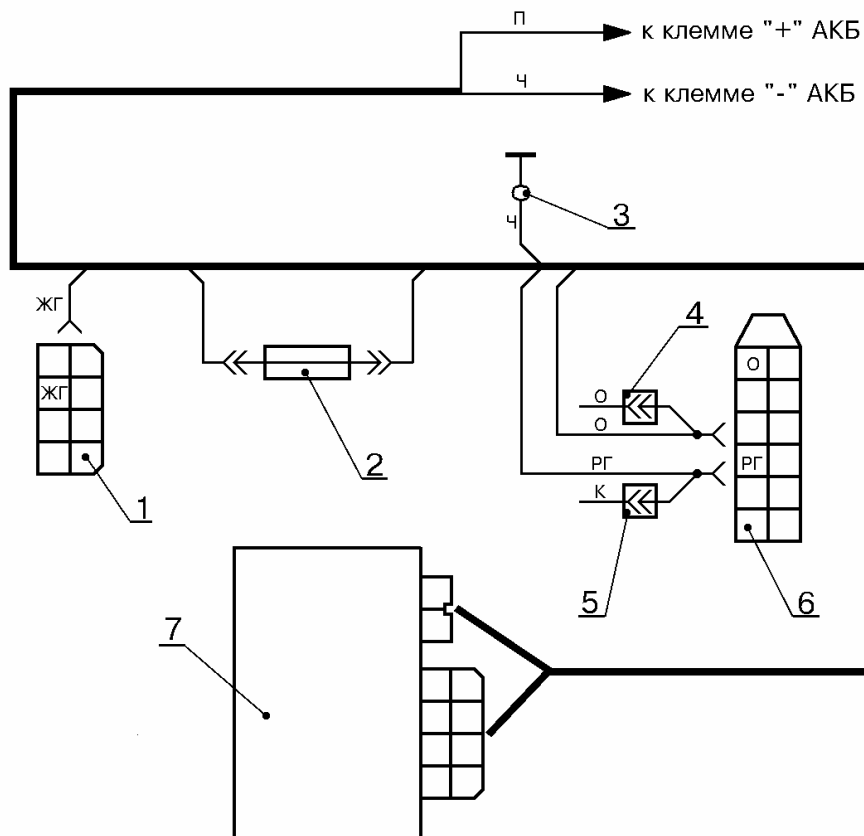 П
к клемме "+" АКБ
Ч
к клемме "-" АКБ
3
Ч
ЖГ
4
О
О
ЖГ
О
2
РГ
РГ
1
К
5
6
7